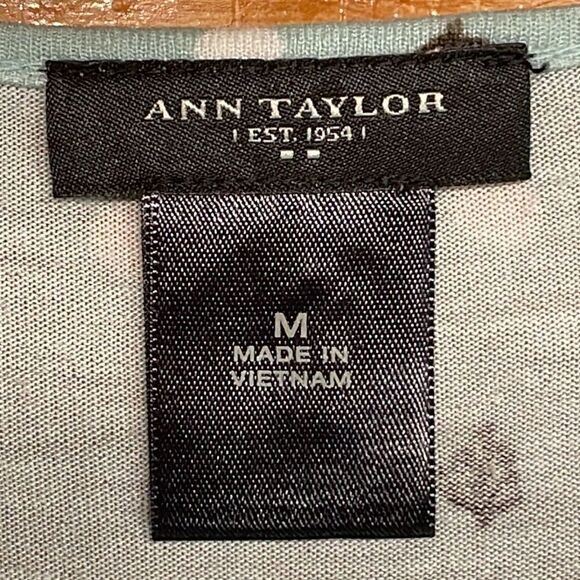 ANN TAYLOR
EST. 1954
M
MADE IN
VIETNAM